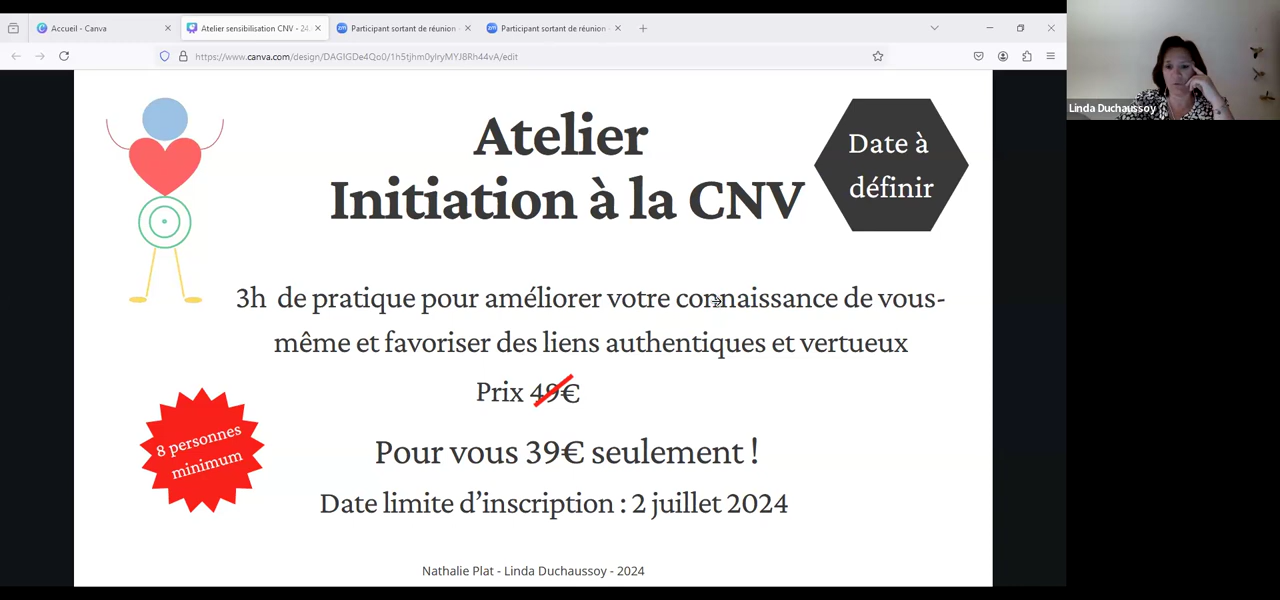 Accueil - Canva
Atelier sensibilisation CNV - 24.
Participant sortant de réunion
Participant sortant de réunion
https://www.canva.com/design/DAGIGDe4Qo0/1h5tjhm0ylryMYJ8Rh44vA/edit
Linda Duchaussoy
Atelier
Initiation à la CNV
Date à
définir
3h de pratique pour améliorer votre connaissance de vous-
même et favoriser des liens authentiques et vertueux
Prix 49€
8 personnes
minimum
Pour vous 39€ seulement !
Date limite d’inscription : 2 juillet 2024
Nathalie Plat - Linda Duchaussoy - 2024